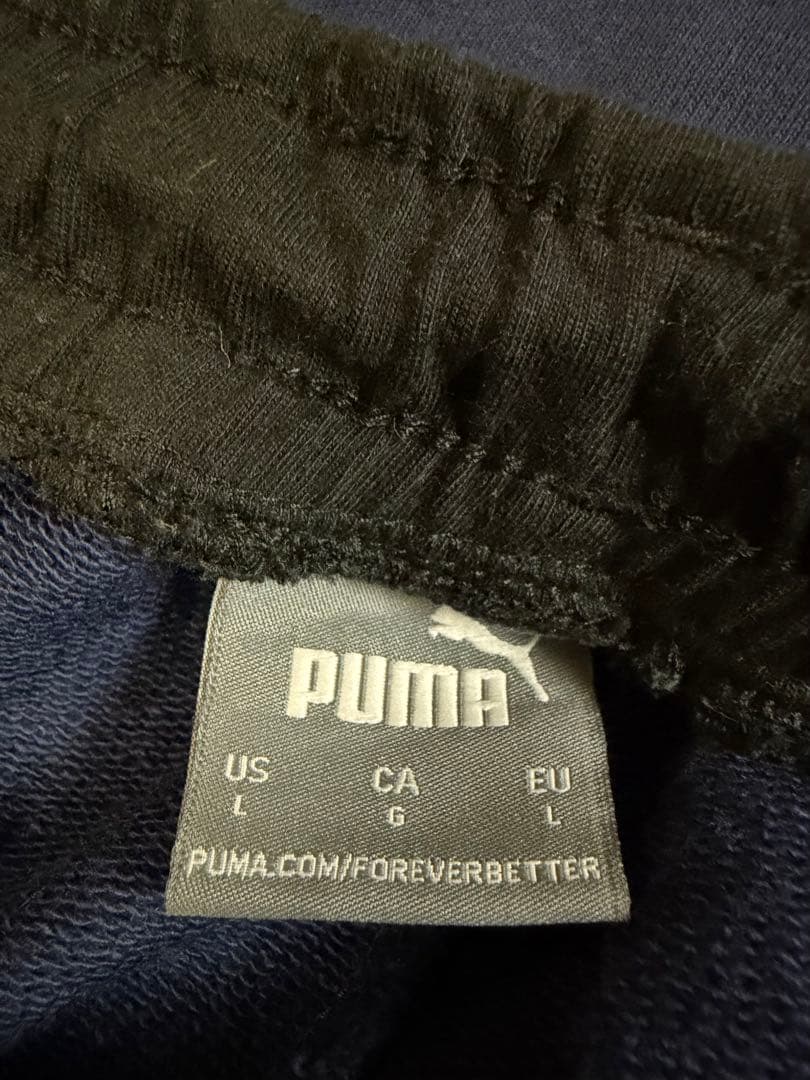 PUMA
US CA EU
L G L
PUMA.COM/FOREVERBETTER